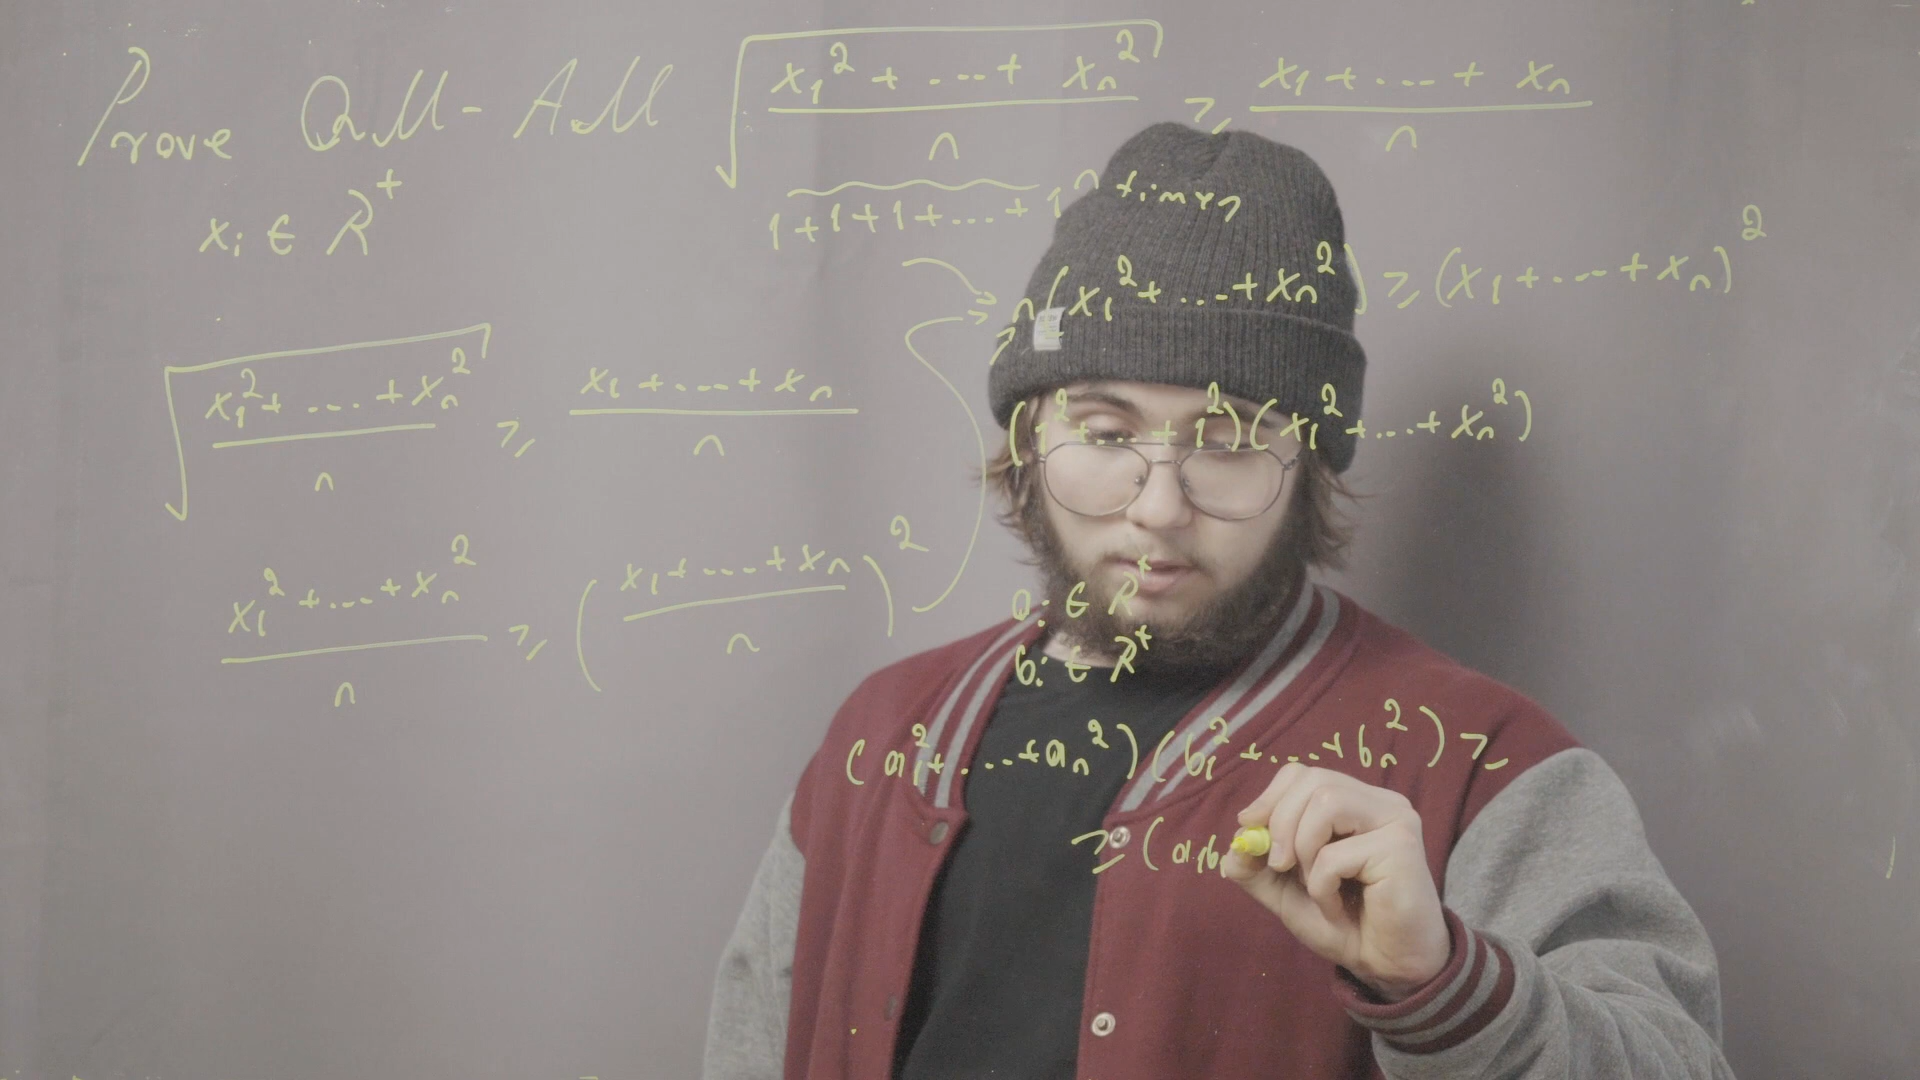 Prove QM-AM √((x₁² + ... + xₙ²)/n) ≥ (x₁ + ... + xₙ)/n
xᵢ ∈ R⁺
1+1+1+...+1 n times
n(x₁² + ... + xₙ²) ≥ (x₁ + ... + xₙ)²
√((x₁² + ... + xₙ²)/n) ≥ (x₁ + ... + xₙ)/n
(1² + ... + 1²)(x₁² + ... + xₙ²)
(x₁² + ... + xₙ²)/n ≥ ((x₁ + ... + xₙ)/n)²
aᵢ ∈ R⁺
bᵢ ∈ R⁺
(a₁² + ... + aₙ²)(b₁² + ... + bₙ²) ≥
≥ (a₁b₁